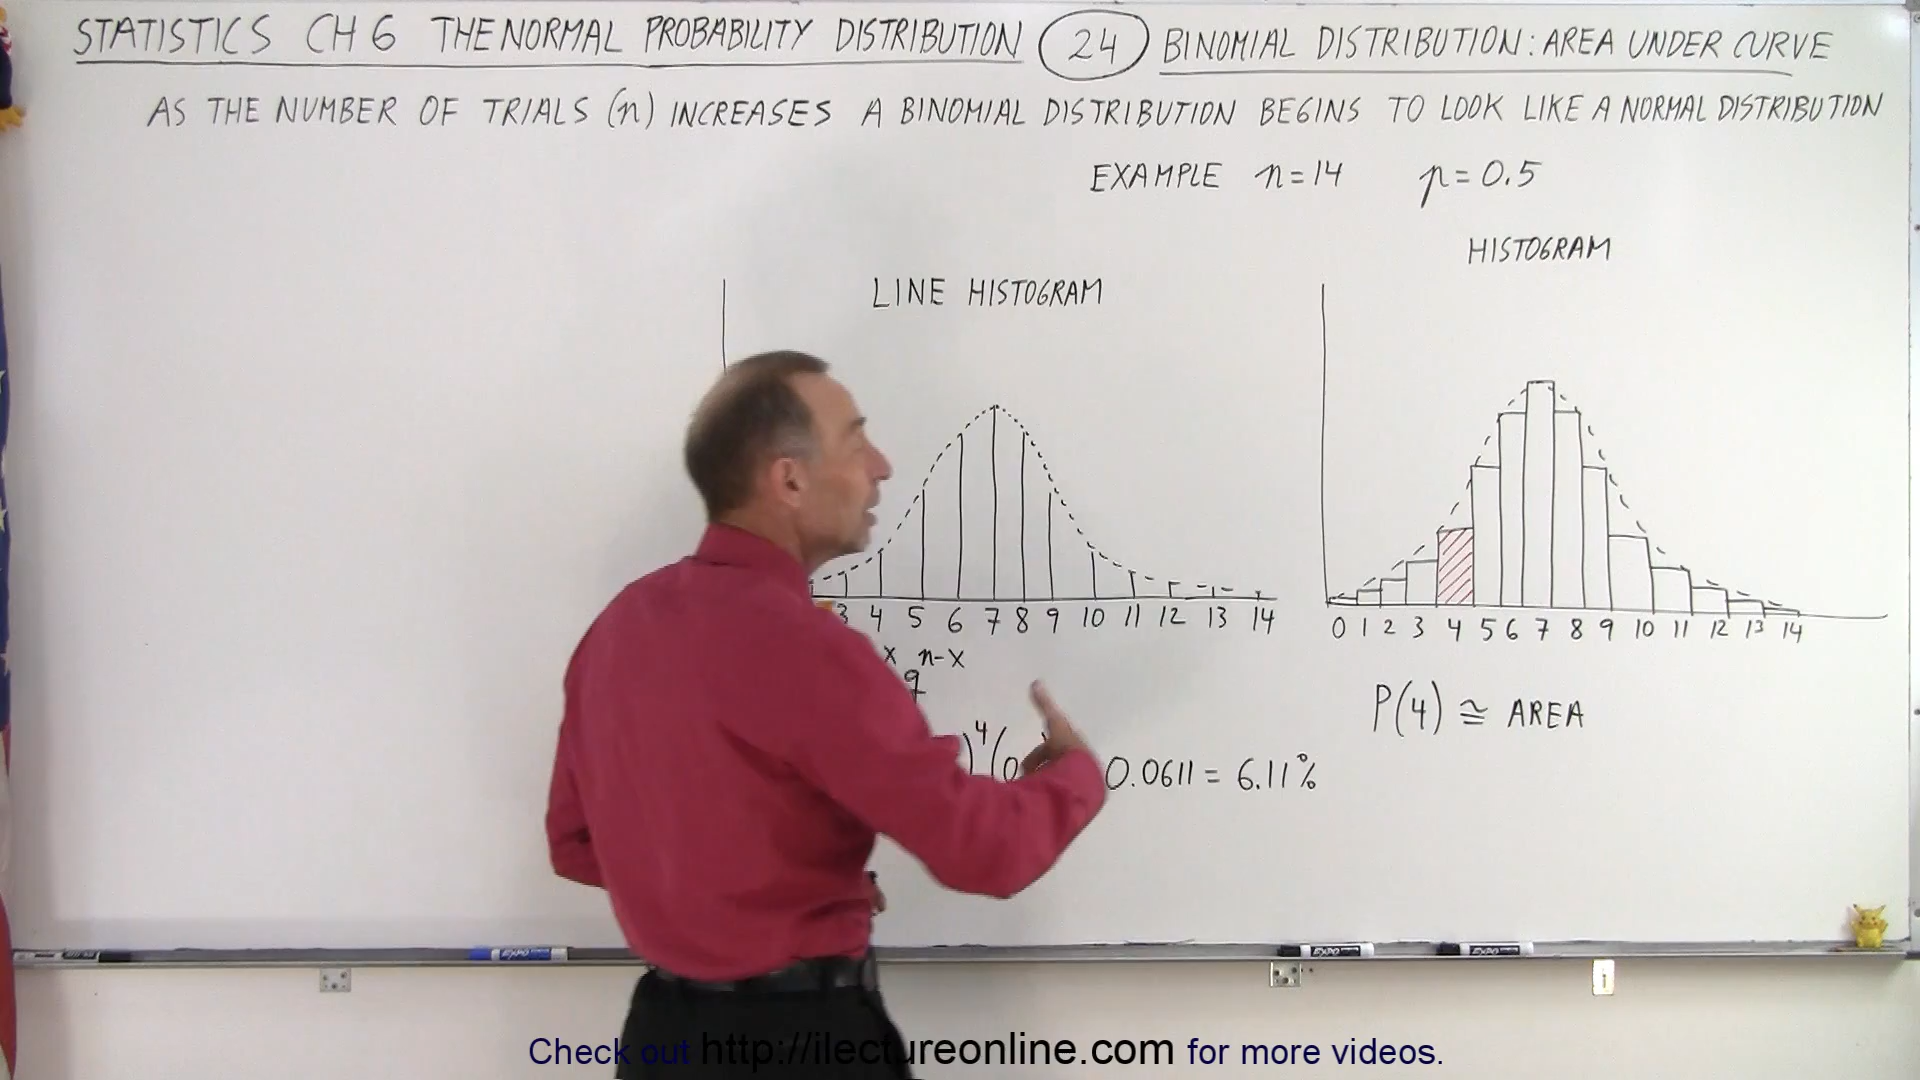 STATISTICS CH 6 THE NORMAL PROBABILITY DISTRIBUTION 24 BINOMIAL DISTRIBUTION: AREA UNDER CURVE
AS THE NUMBER OF TRIALS (n) INCREASES A BINOMIAL DISTRIBUTION BEGINS TO LOOK LIKE A NORMAL DISTRIBUTION
EXAMPLE n=14 p=0.5
HISTOGRAM
LINE HISTOGRAM
3 4 5 6 7 8 9 10 11 12 13 14
0 1 2 3 4 5 6 7 8 9 10 11 12 13 14
x n-x
q
P(4) ≅ AREA
)⁴(0
0.0611 = 6.11%
Check out http://ilectureonline.com for more videos.